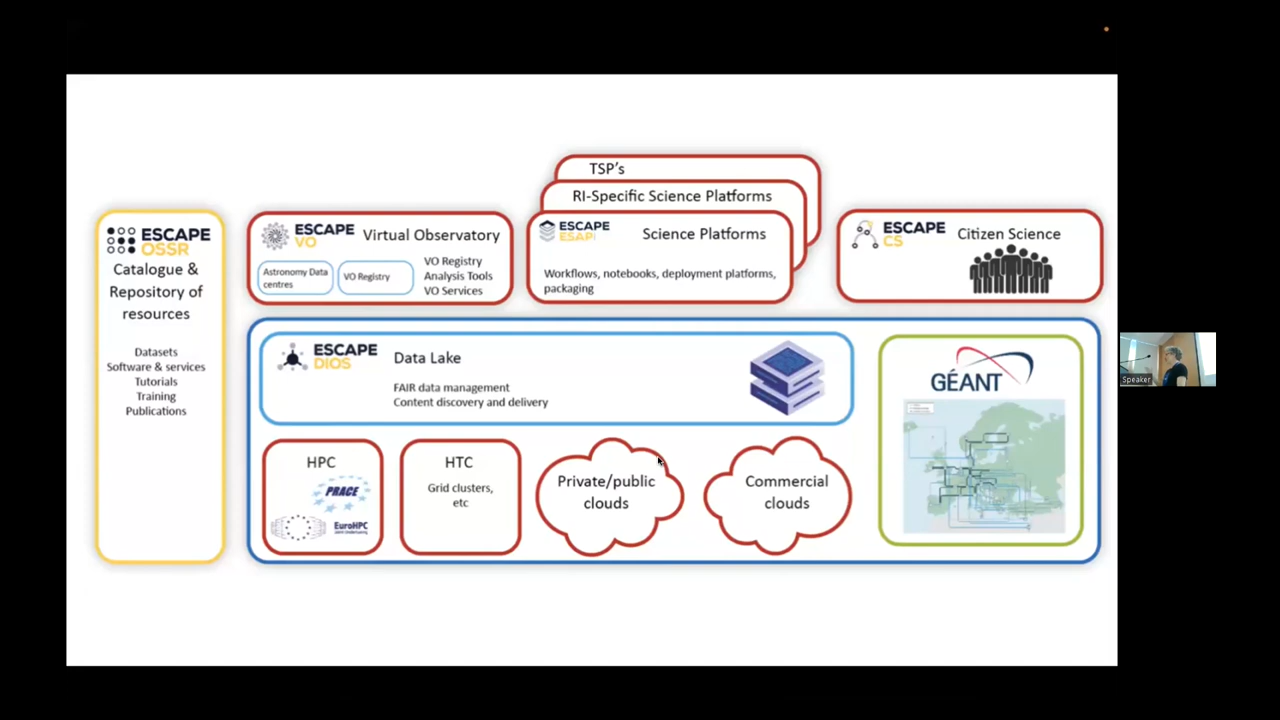 TSP's
RI-Specific Science Platforms
ESCAPE
OSSR
Catalogue &
Repository of
resources
Datasets
Software & services
Tutorials
Training
Publications
ESCAPE
VO
Virtual Observatory
Astronomy Data
centres
VO Registry
VO Registry
Analysis Tools
VO Services
ESCAPE
ESAP
Science Platforms
Workflows, notebooks, deployment platforms,
packaging
ESCAPE
CS
Citizen Science
ESCAPE
DIOS
Data Lake
FAIR data management
Content discovery and delivery
GÉANT
HPC
PRACE
EuroHPC
HTC
Grid clusters,
etc
Private/public
clouds
Commercial
clouds
Speaker